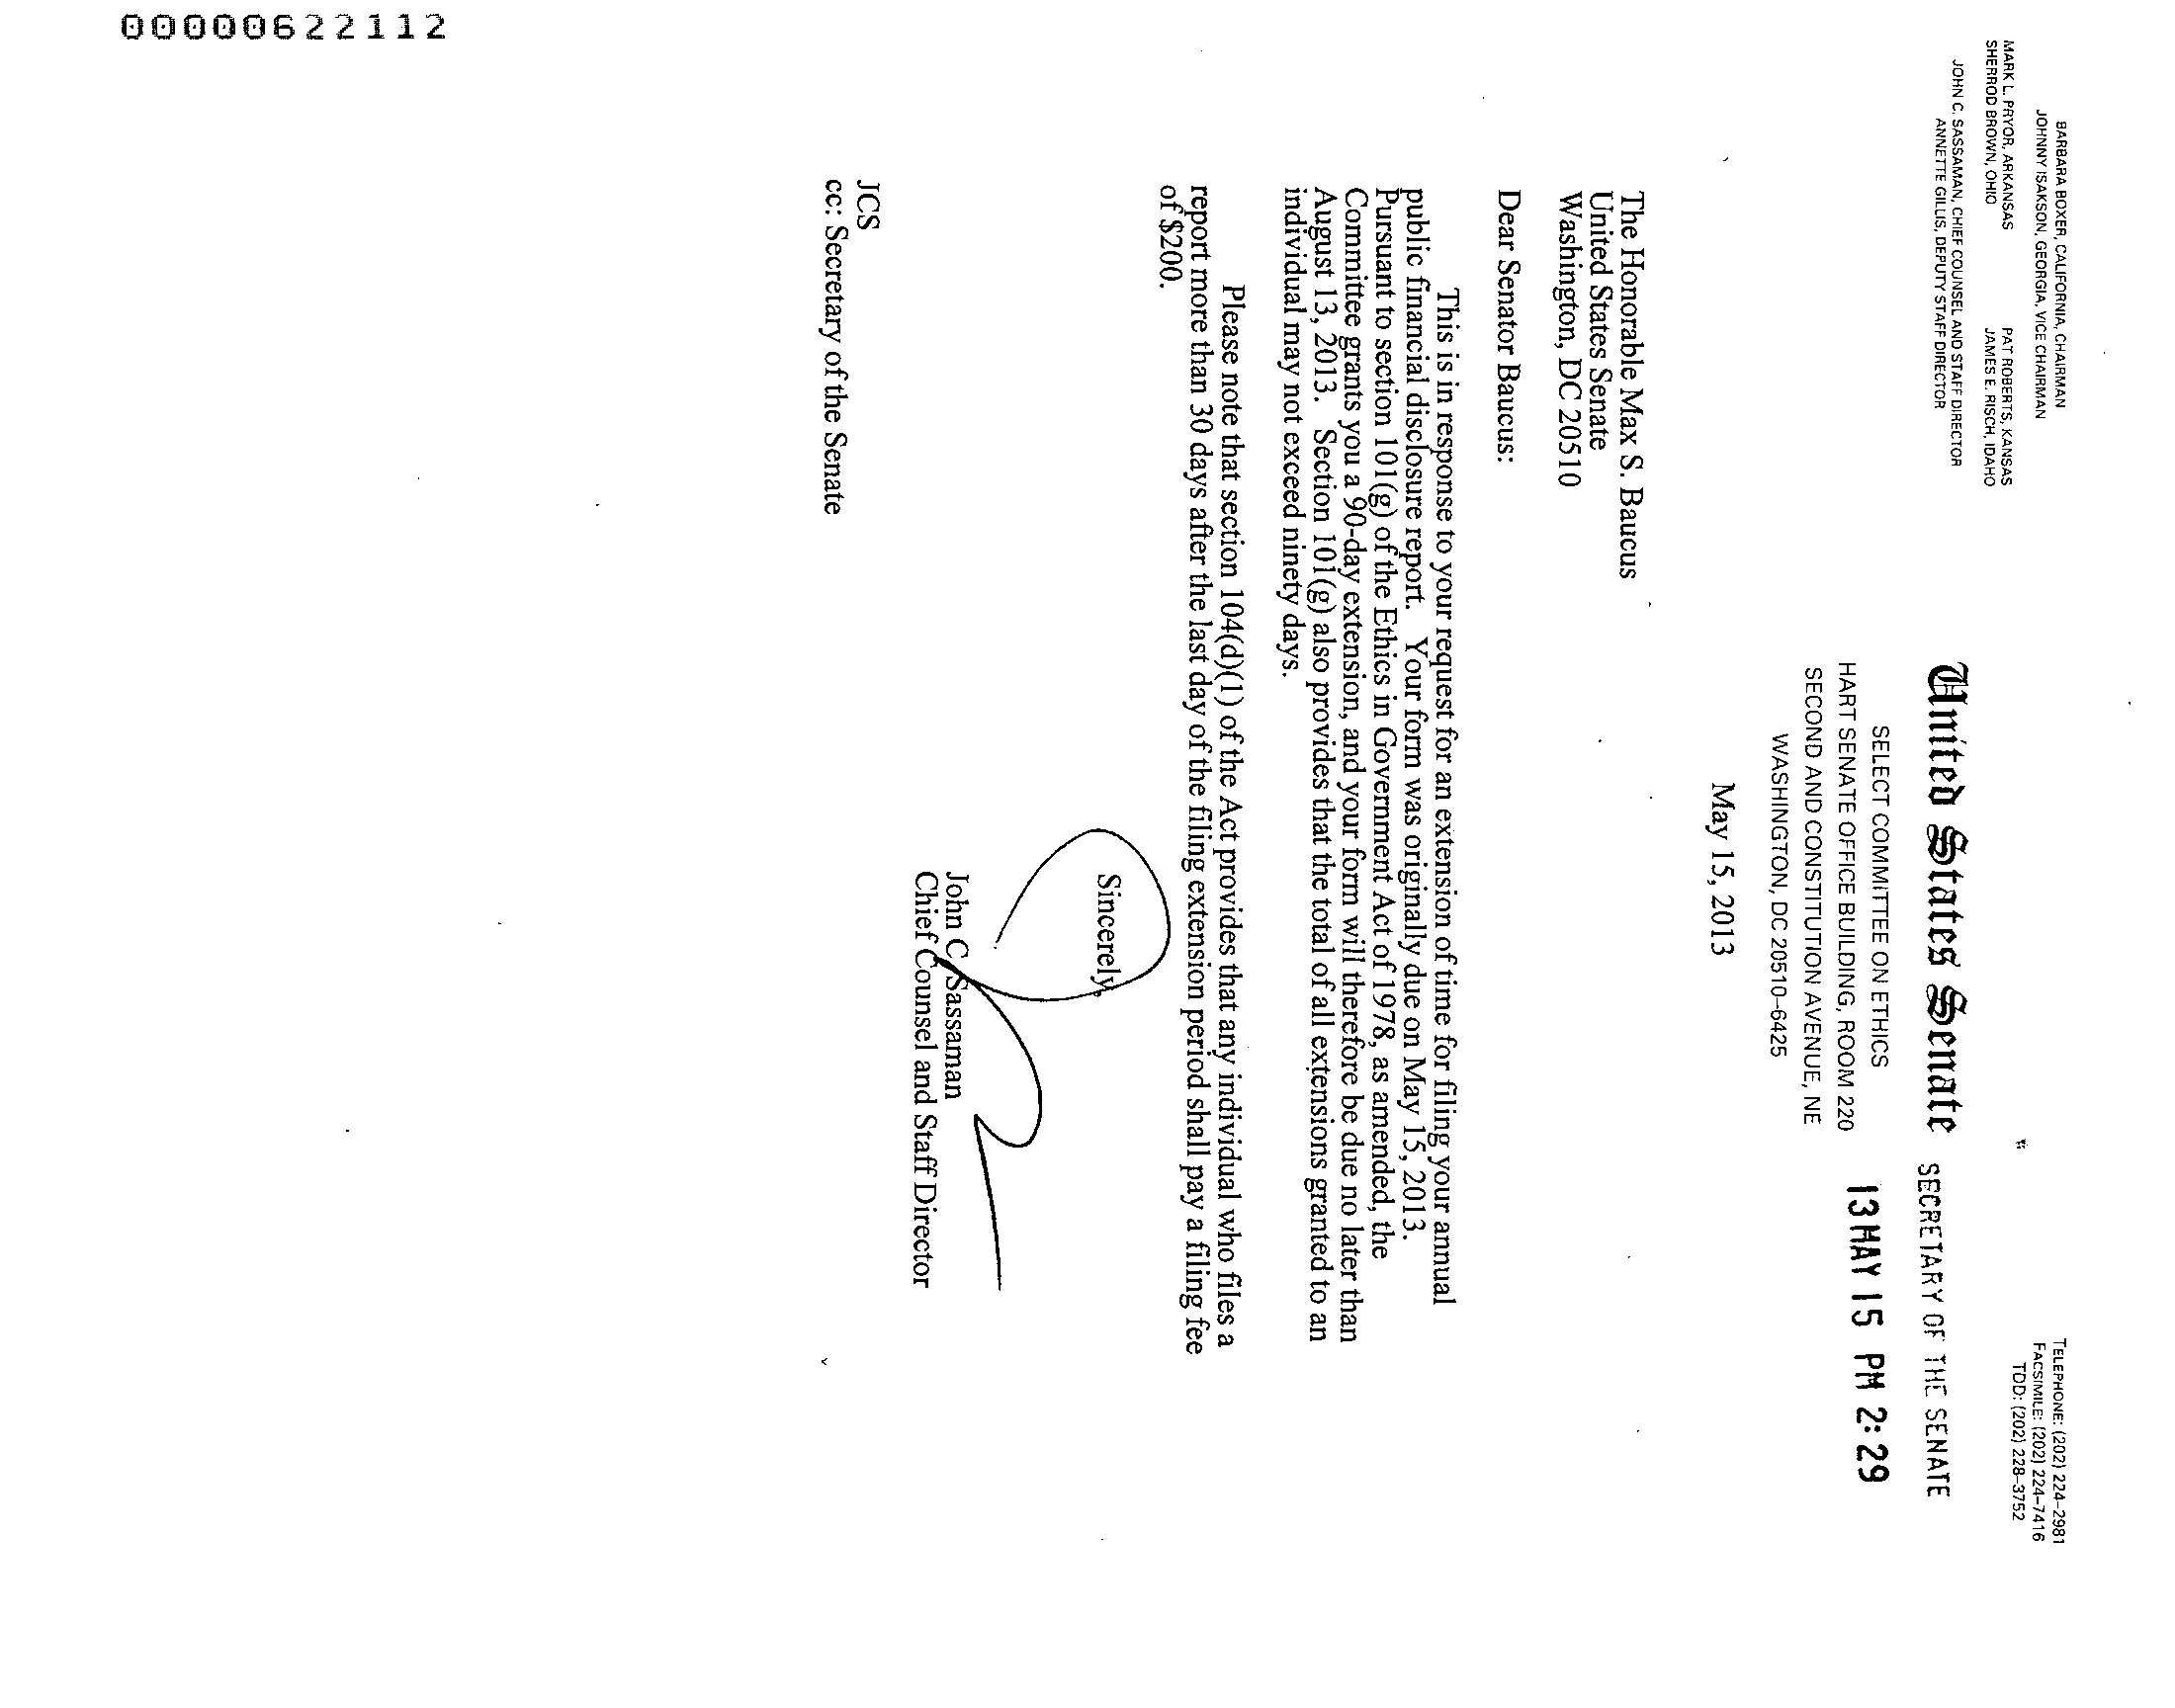 00000622112
BARBARA BOXER, CALIFORNIA, CHAIRMAN
JOHNNY ISAKSON, GEORGIA, VICE CHAIRMAN
MARK L. PRYOR, ARKANSAS PAT ROBERTS, KANSAS
SHERROD BROWN, OHIO JAMES E. RISCH, IDAHO
JOHN C. SASSAMAN, CHIEF COUNSEL AND STAFF DIRECTOR
ANNETTE GILLIS, DEPUTY STAFF DIRECTOR
TELEPHONE: (202) 224-2981
FACSIMILE: (202) 224-7416
TDD: (202) 228-3752
United States Senate
SELECT COMMITTEE ON ETHICS
HART SENATE OFFICE BUILDING, ROOM 220
SECOND AND CONSTITUTION AVENUE, NE
WASHINGTON, DC 20510-6425
SECRETARY OF THE SENATE
13 MAY 15 PM 2:29
May 15, 2013
The Honorable Max S. Baucus
United States Senate
Washington, DC 20510
Dear Senator Baucus:
This is in response to your request for an extension of time for filing your annual
public financial disclosure report. Your form was originally due on May 15, 2013.
Pursuant to section 101(g) of the Ethics in Government Act of 1978, as amended, the
Committee grants you a 90-day extension, and your form will therefore be due no later than
August 13, 2013. Section 101(g) also provides that the total of all extensions granted to an
individual may not exceed ninety days.
Please note that section 104(d)(1) of the Act provides that any individual who files a
report more than 30 days after the last day of the filing extension period shall pay a filing fee
of $200.
Sincerely,
John C. Sassaman
Chief Counsel and Staff Director
JCS
cc: Secretary of the Senate